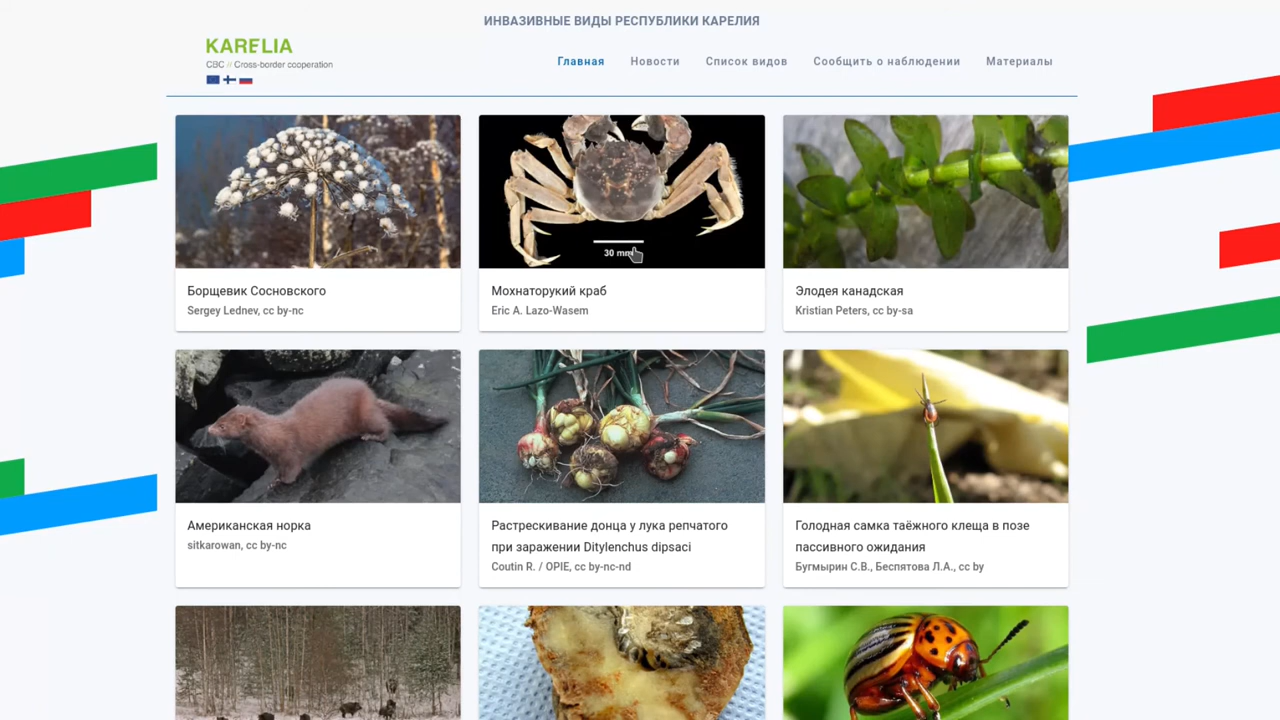 ИНВАЗИВНЫЕ ВИДЫ РЕСПУБЛИКИ КАРЕЛИЯ
KARELIA
CBC // Cross-border cooperation
Главная Новости Список видов Сообщить о наблюдении Материалы
30 mm
Борщевик Сосновского
Sergey Lednev, cc by-nc
Мохнаторукий краб
Eric A. Lazo-Wasem
Элодея канадская
Kristian Peters, cc by-sa
Американская норка
sitkarowan, cc by-nc
Растрескивание донца у лука репчатого
при заражении Ditylenchus dipsaci
Coutin R. / OPIE, cc by-nc-nd
Голодная самка таёжного клеща в позе
пассивного ожидания
Бугмырин С.В., Беспятова Л.А., cc by